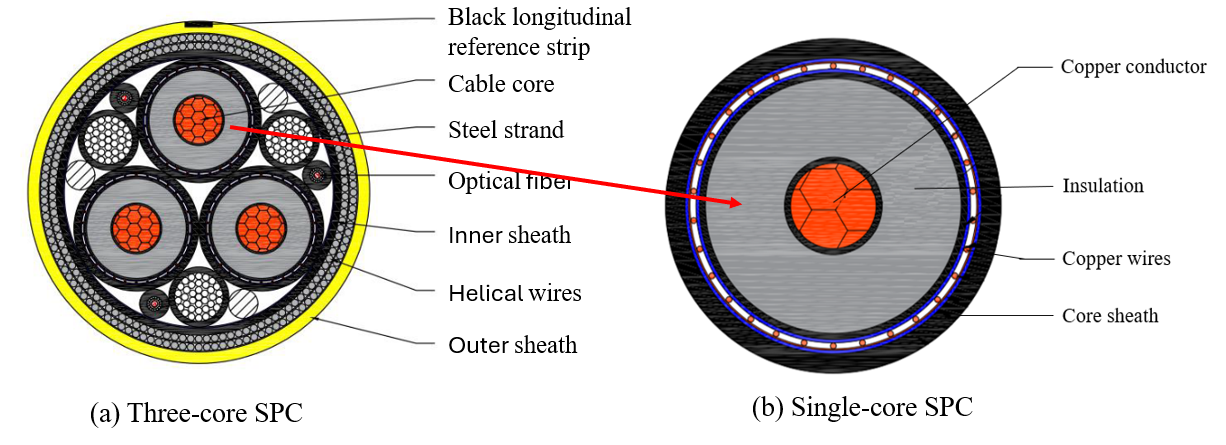 Black longitudinal
reference strip
Cable core
Steel strand
Optical fiber
Inner sheath
Helical wires
Outer sheath
(a) Three-core SPC
Copper conductor
Insulation
Copper wires
Core sheath
(b) Single-core SPC